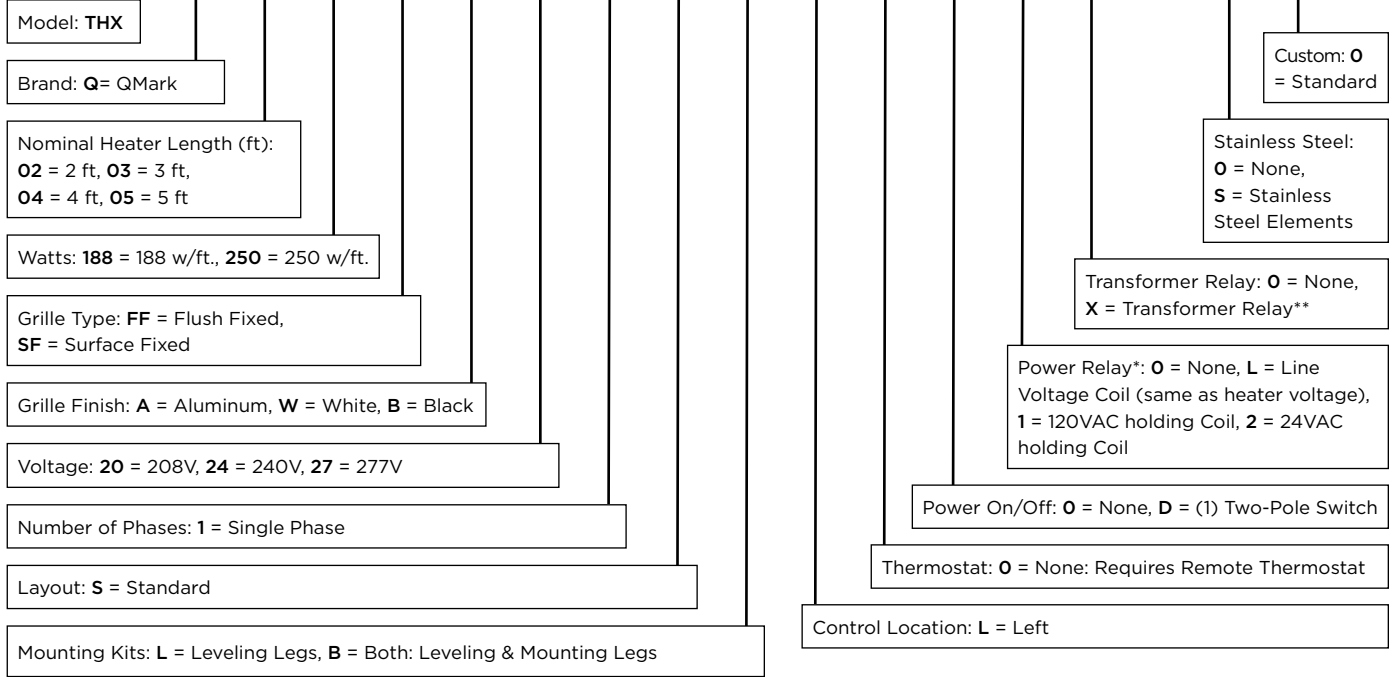 Model: THX
Brand: Q= QMark
Nominal Heater Length (ft):
02 = 2 ft, 03 = 3 ft,
04 = 4 ft, 05 = 5 ft
Watts: 188 = 188 w/ft., 250 = 250 w/ft.
Grille Type: FF = Flush Fixed,
SF = Surface Fixed
Grille Finish: A = Aluminum, W = White, B = Black
Voltage: 20 = 208V, 24 = 240V, 27 = 277V
Number of Phases: 1 = Single Phase
Layout: S = Standard
Mounting Kits: L = Leveling Legs, B = Both: Leveling & Mounting Legs
Custom: 0
= Standard
Stainless Steel:
0 = None,
S = Stainless
Steel Elements
Transformer Relay: 0 = None,
X = Transformer Relay**
Power Relay*: 0 = None, L = Line
Voltage Coil (same as heater voltage),
1 = 120VAC holding Coil, 2 = 24VAC
holding Coil
Power On/Off: 0 = None, D = (1) Two-Pole Switch
Thermostat: 0 = None: Requires Remote Thermostat
Control Location: L = Left